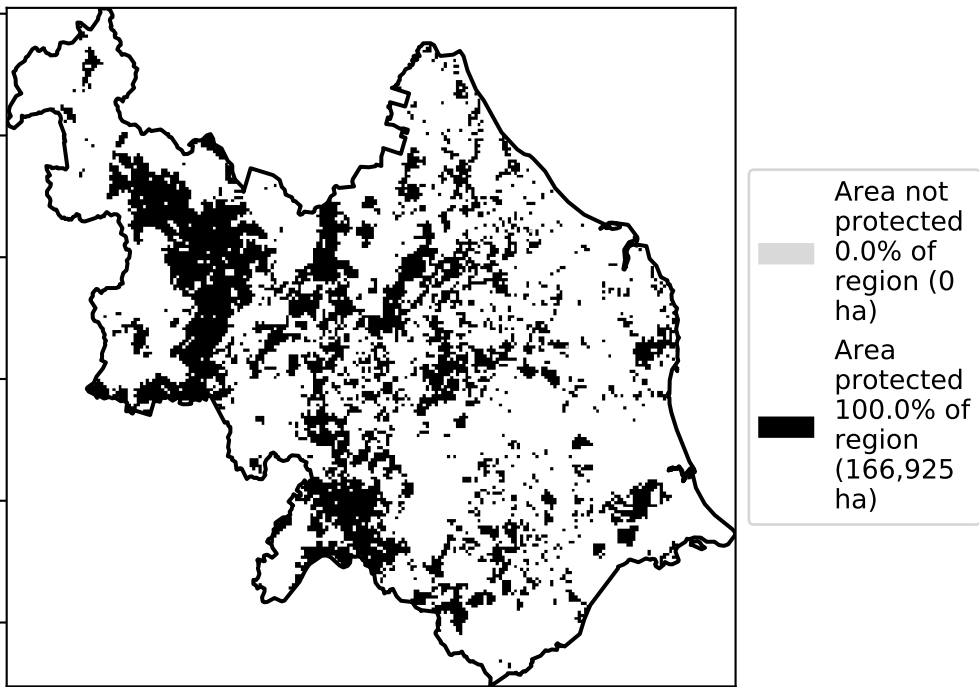 Area not
protected
0.0% of
region (0
ha)
Area
protected
100.0% of
region
(166,925
ha)